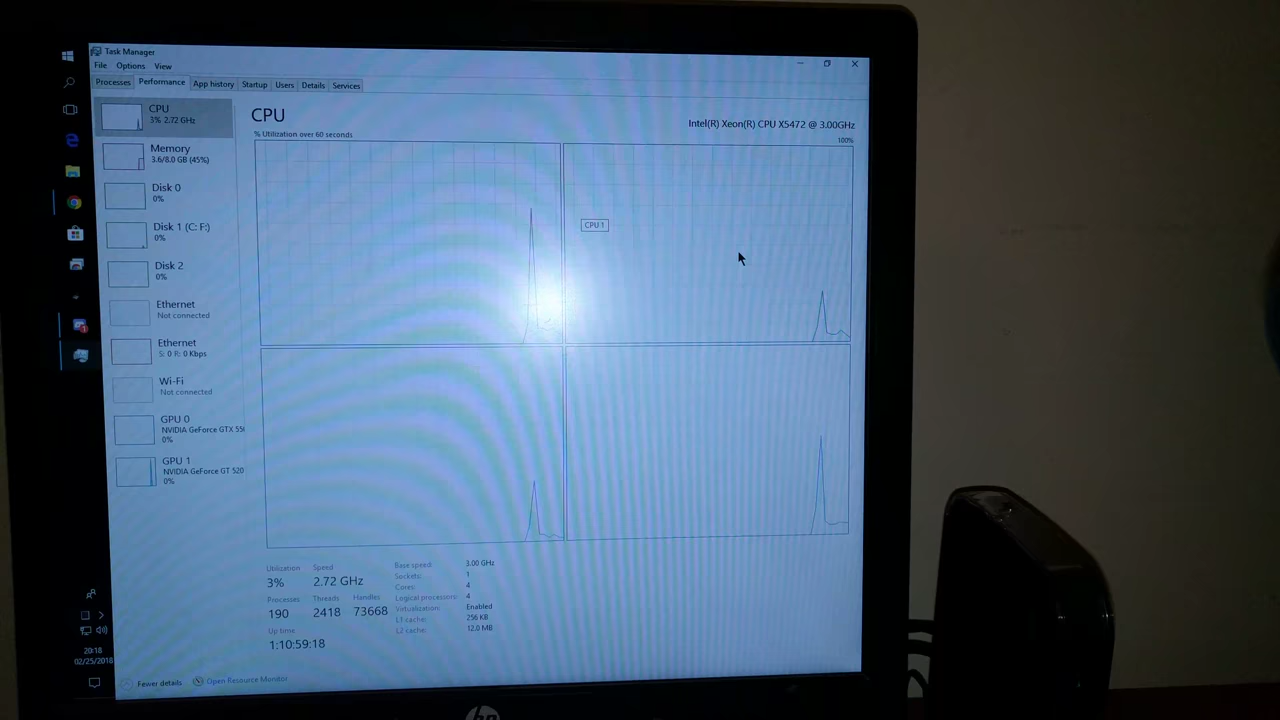 Task Manager
File Options View
Processes Performance App history Startup Users Details Services
CPU
3% 2.72 GHz
Memory
3.6/8.0 GB (45%)
Disk 0
0%
Disk 1 (C: F:)
0%
Disk 2
0%
Ethernet
Not connected
Ethernet
S: 0 R: 0 Kbps
Wi-Fi
Not connected
GPU 0
NVIDIA GeForce GTX 55
0%
GPU 1
NVIDIA GeForce GT 520
0%
CPU
Intel(R) Xeon(R) CPU X5472 @ 3.00GHz
% Utilization over 60 seconds
100%
CPU 1
Utilization Speed
3% 2.72 GHz
Processes Threads Handles
190 2418 73668
Up time
1:10:59:18
Base speed: 3.00 GHz
Sockets: 1
Cores: 4
Logical processors: 4
Virtualization: Enabled
L1 cache: 256 KB
L2 cache: 12.0 MB
20:18
02/25/2018
Fewer details Open Resource Monitor
hp